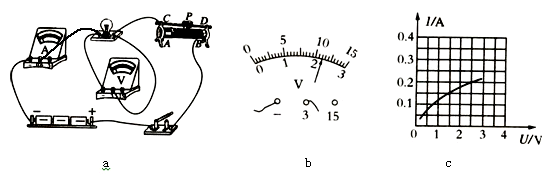 C P D
A
A B
V
− +
a
0 5 10 15
0 1 2 3
V
− 3 15
b
I/A
0.4
0.3
0.2
0.1
0 1 2 3 4 U/V
c